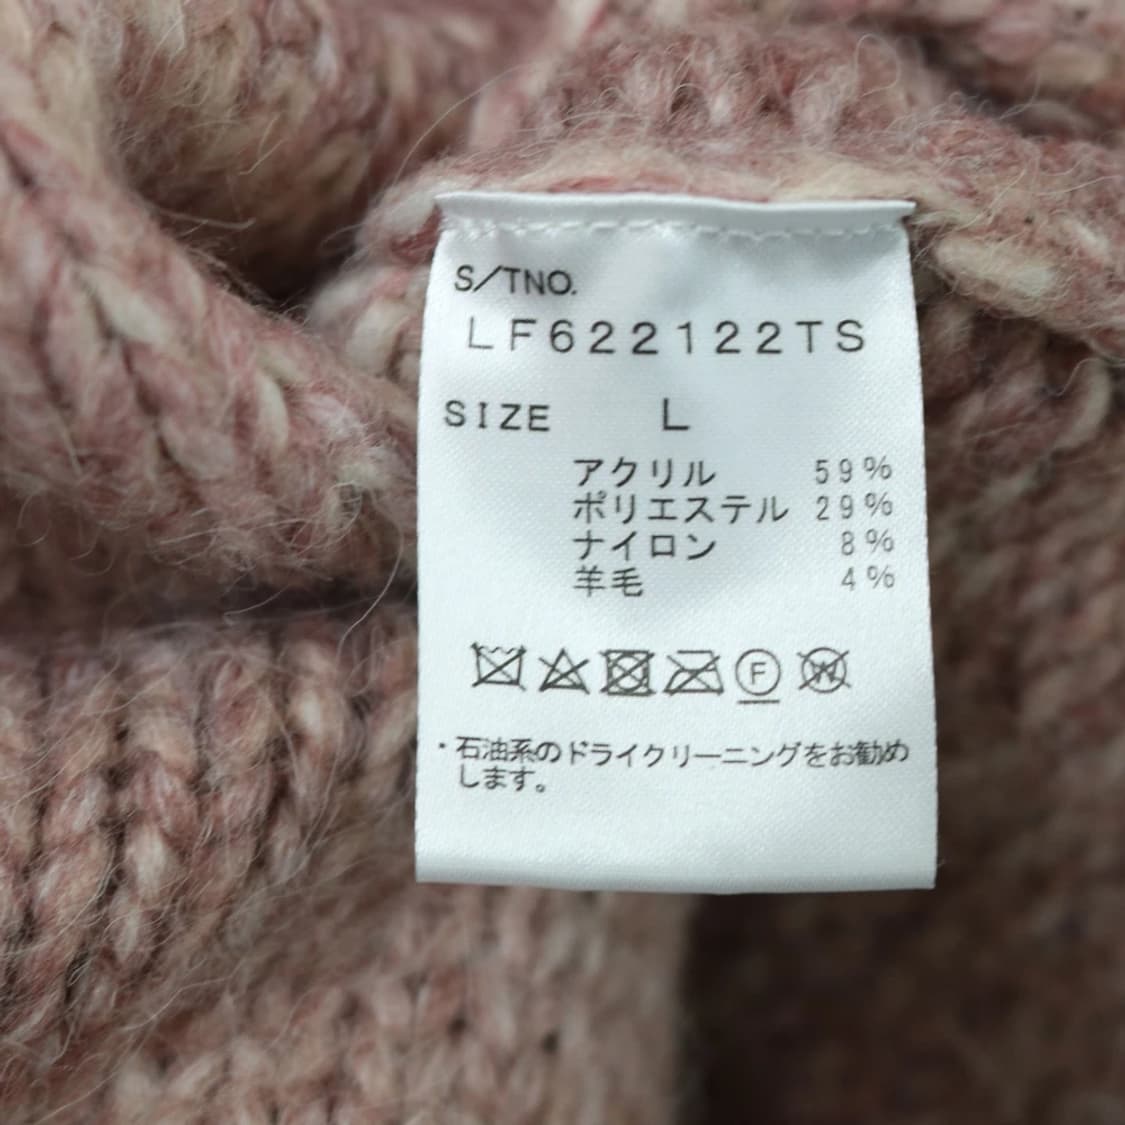 S/TNO.
LF622122TS
SIZE L
アクリル 59%
ポリエステル 29%
ナイロン 8%
羊毛 4%
F W
・石油系のドライクリーニングをお勧め
します。